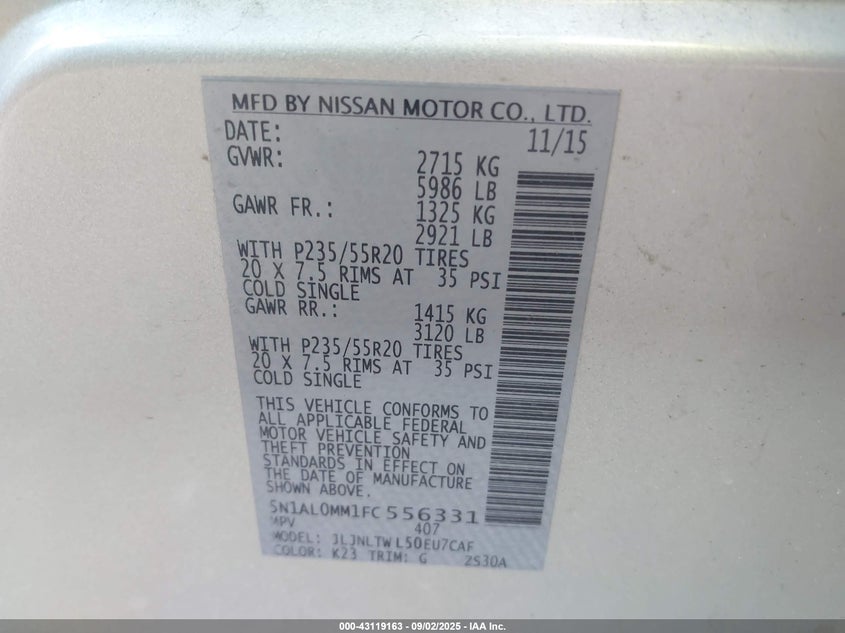 MFD BY NISSAN MOTOR CO., LTD.
DATE: 11/15
GVWR: 2715 KG
5986 LB
GAWR FR.: 1325 KG
2921 LB
WITH P235/55R20 TIRES
20 X 7.5 RIMS AT 35 PSI
COLD SINGLE
GAWR RR.: 1415 KG
3120 LB
WITH P235/55R20 TIRES
20 X 7.5 RIMS AT 35 PSI
COLD SINGLE
THIS VEHICLE CONFORMS TO
ALL APPLICABLE FEDERAL
MOTOR VEHICLE SAFETY AND
THEFT PREVENTION
STANDARDS IN EFFECT ON
THE DATE OF MANUFACTURE
SHOWN ABOVE.
5N1AL0MM1FC556331
MPV 407
MODEL: JLJNLTWL50EU7CAF
COLOR: K23 TRIM: G 2S30A
000-43119163 - 09/02/2025 - IAA Inc.